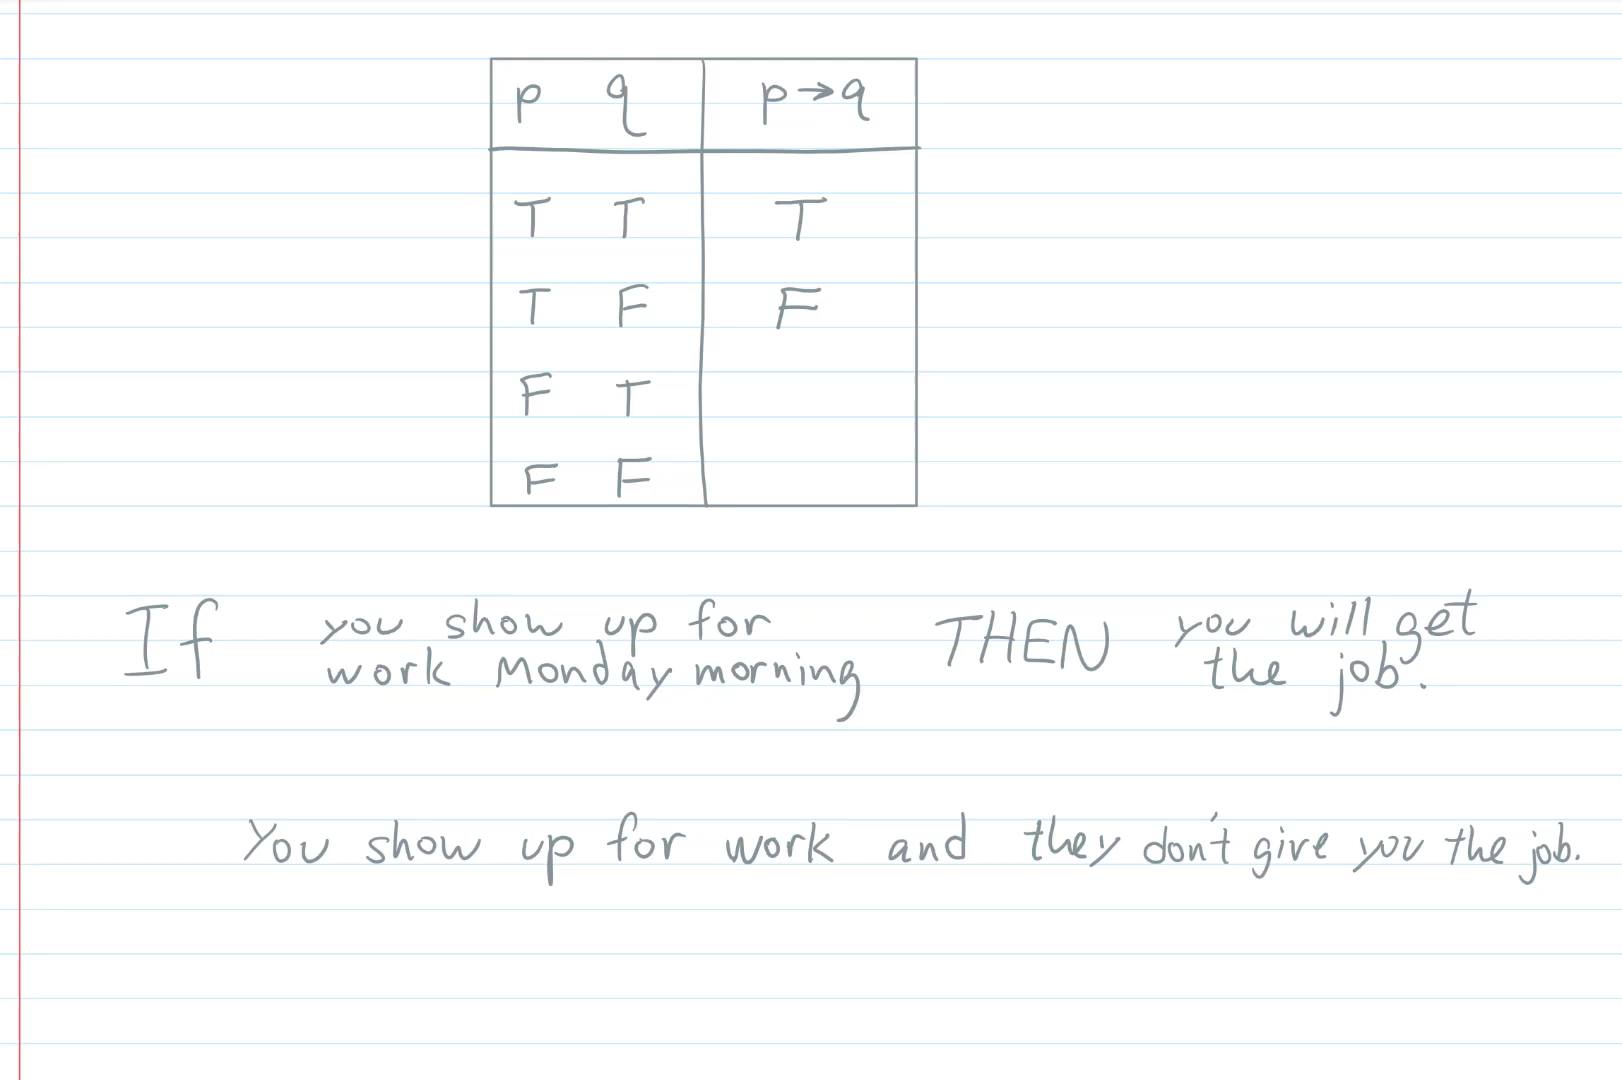 p q p→q
T T T
T F F
F T
F F
If you show up for THEN you will get
work Monday morning the job.
You show up for work and they don't give you the job.